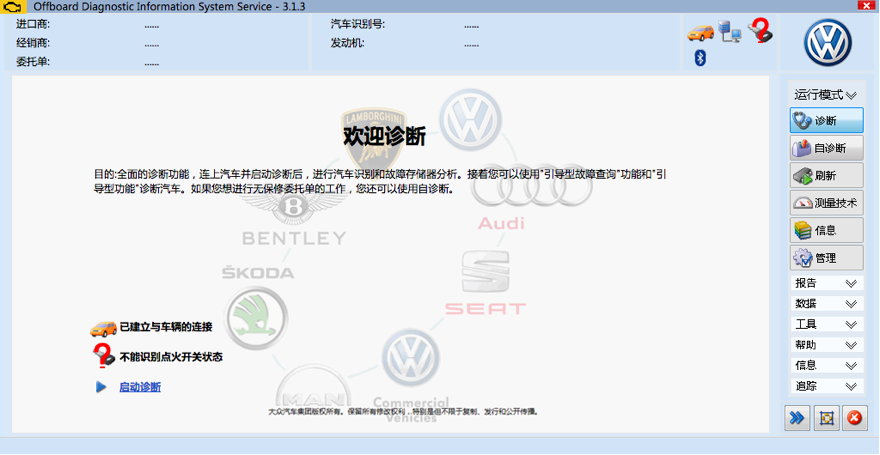 Offboard Diagnostic Information System Service - 3.1.3
进口商: ......
经销商: ......
委托单: ......
汽车识别号: ......
发动机: ......
运行模式
诊断
自诊断
刷新
测量技术
信息
管理
报告
数据
工具
帮助
信息
追踪
LAMBORGHINI
欢迎诊断
目的:全面的诊断功能，连上汽车并启动诊断后，进行汽车识别和故障存储器分析。接着您可以使用"引导型故障查询"功能和"引
导型功能"诊断汽车。如果您想进行无保修委托单的工作，您还可以使用自诊断。
BENTLEY
Audi
ŠKODA
SEAT
已建立与车辆的连接
不能识别点火开关状态
启动诊断
MAN
Commercial
Vehicles
大众汽车集团版权所有。保留所有修改权利，特别是但不限于复制、发行和公开传播。